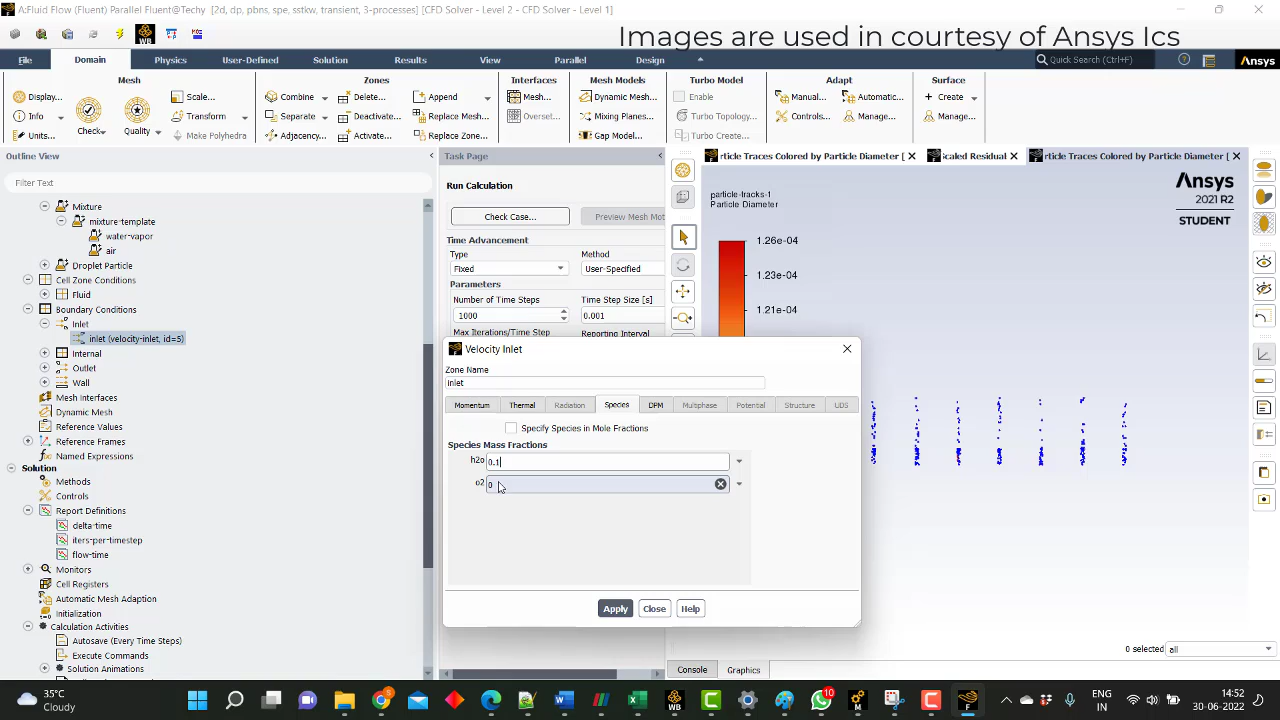 A:Fluid Flow (Fluent) Parallel Fluent@Techy [2d, dp, pbns, spe, sstkw, transient, 3-processes] [CFD Solver - Level 2 - CFD Solver - Level 1]
Images are used in courtesy of Ansys Ics
File Domain Physics User-Defined Solution Results View Parallel Design Quick Search (Ctrl+F) Ansys
Mesh Zones Interfaces Mesh Models Turbo Model Adapt Surface
Display... Scale... Combine Delete... Append Mesh... Dynamic Mesh... Enable Manual... Automatic... Create
Info Check Quality Transform Separate Deactivate... Replace Mesh... Overset... Mixing Planes... Turbo Topology... Controls... Manage... Manage...
Units... Make Polyhedra Adjacency... Activate... Replace Zone... Gap Model... Turbo Create...
Outline View
Filter Text
Mixture
mixture-template
water-vapor
air
Droplet Particle
Cell Zone Conditions
Fluid
Boundary Conditions
Inlet
inlet (velocity-inlet, id=5)
Internal
Outlet
Wall
Mesh Interfaces
Dynamic Mesh
Reference Values
Reference Frames
Named Expressions
Solution
Methods
Controls
Report Definitions
delta-time
iters-per-timestep
flow-time
Monitors
Cell Registers
Automatic Mesh Adaption
Initialization
Calculation Activities
Autosave (Every Time Steps)
Execute Commands
Solution Animations
Task Page
Run Calculation
Check Case... Preview Mesh Mot
Time Advancement
Type Method
Fixed User-Specified
Parameters
Number of Time Steps Time Step Size [s]
1000 0.001
Max Iterations/Time Step Reporting Interval
rticle Traces Colored by Particle Diameter [ caled Residual rticle Traces Colored by Particle Diameter [
particle-tracks-1
Particle Diameter
1.26e-04
1.23e-04
1.21e-04
Ansys
2021 R2
STUDENT
Velocity Inlet
Zone Name
inlet
Momentum Thermal Radiation Species DPM Multiphase Potential Structure UDS
Specify Species in Mole Fractions
Species Mass Fractions
h2o 0.1
o2 0
Apply Close Help
0 selected all
Console Graphics
35°C
Cloudy
WB
8
10
ENG
IN
14:52
30-06-2022